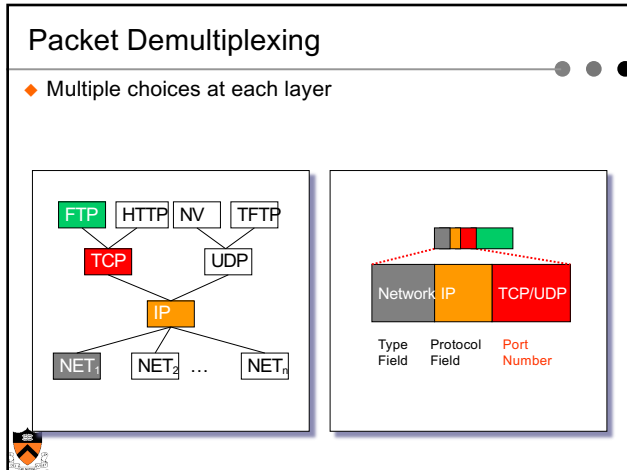 Packet Demultiplexing
Multiple choices at each layer
FTP HTTP NV TFTP
TCP UDP
IP
NET₁ NET₂ … NETₙ
Network IP TCP/UDP
Type Protocol Port
Field Field Number